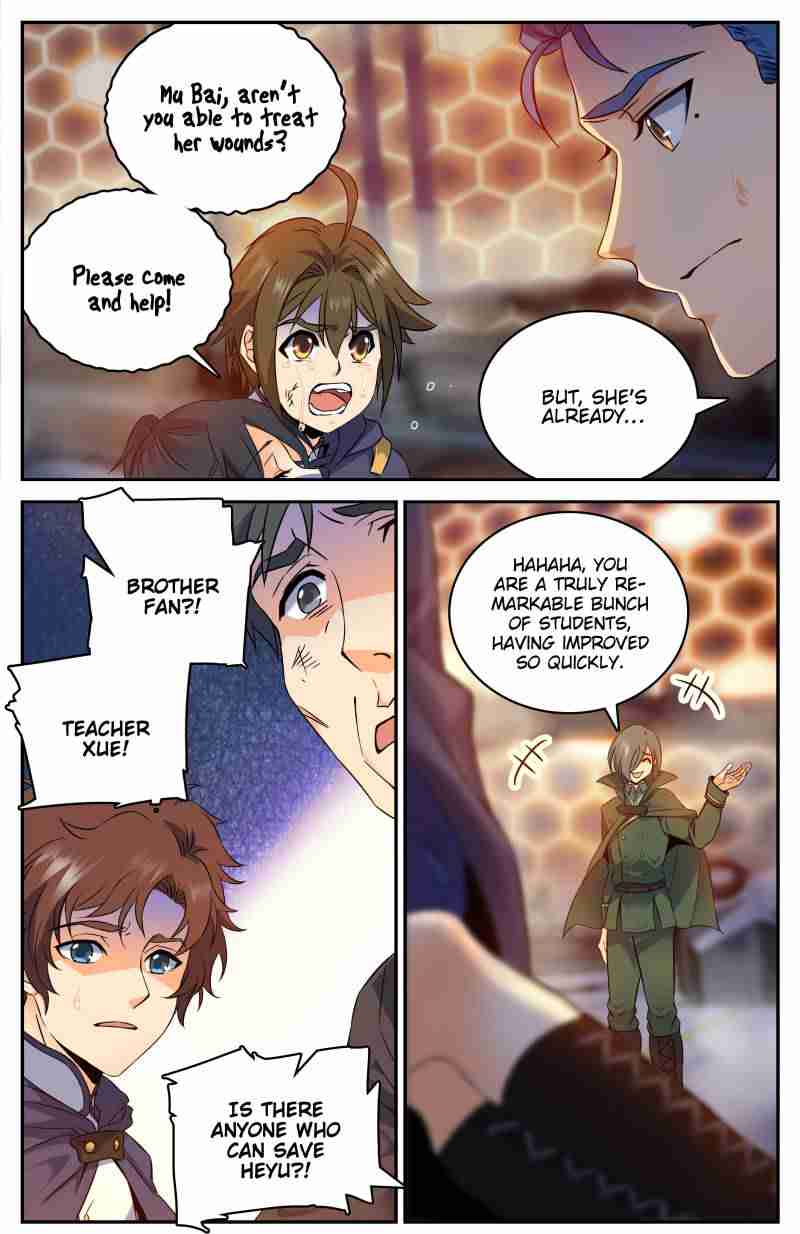 Mu Bai, aren't
you able to treat
her wounds?
Please come
and help!
BUT, SHE'S
ALREADY...
BROTHER
FAN?!
TEACHER
XUE!
IS THERE
ANYONE WHO
CAN SAVE
HEYU?!
HAHAHA, YOU
ARE A TRULY RE-
MARKABLE BUNCH
OF STUDENTS,
HAVING IMPROVED
SO QUICKLY.